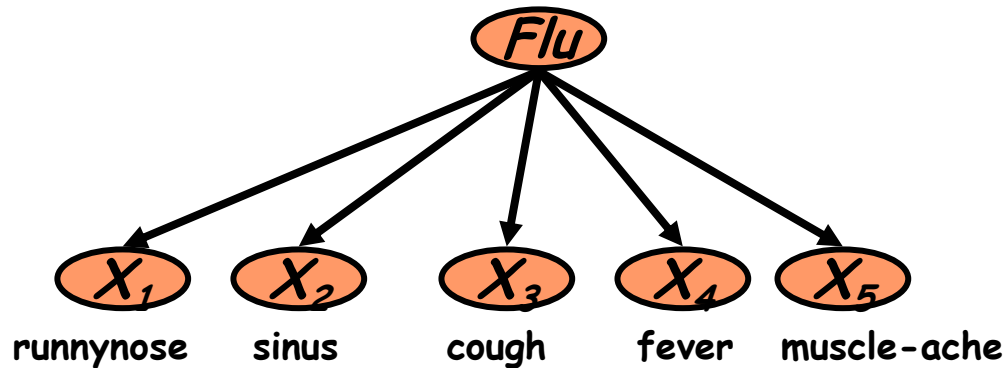 Flu
X₁ X₂ X₃ X₄ X₅
runnynose sinus cough fever muscle-ache